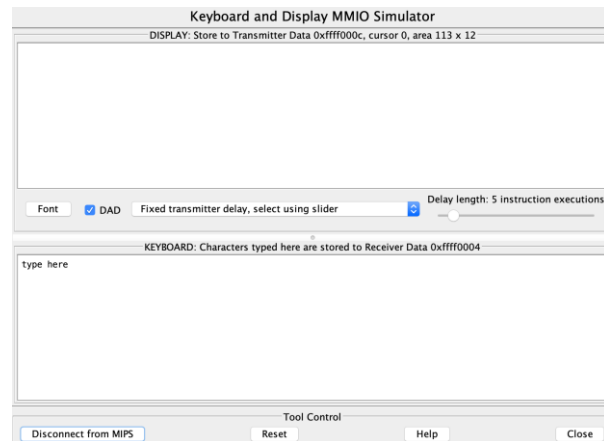 Keyboard and Display MMIO Simulator
DISPLAY: Store to Transmitter Data 0xffff000c, cursor 0, area 113 x 12
Font DAD Fixed transmitter delay, select using slider Delay length: 5 instruction executions
KEYBOARD: Characters typed here are stored to Receiver Data 0xffff0004
type here
Tool Control
Disconnect from MIPS Reset Help Close